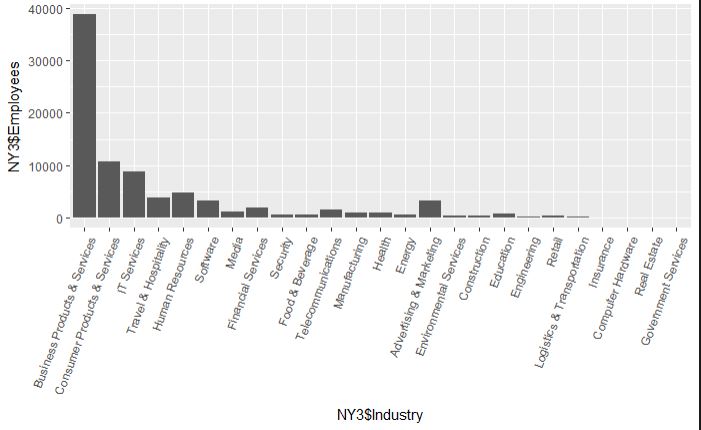 NY3$Employees
40000
30000
20000
10000
0
Business Products & Services
Consumer Products & Services
IT Services
Travel & Hospitality
Human Resources
Software
Media
Financial Services
Security
Food & Beverage
Telecommunications
Manufacturing
Health
Energy
Advertising & Marketing
Environmental Services
Construction
Education
Engineering
Retail
Logistics & Transportation
Insurance
Computer Hardware
Real Estate
Government Services
NY3$Industry